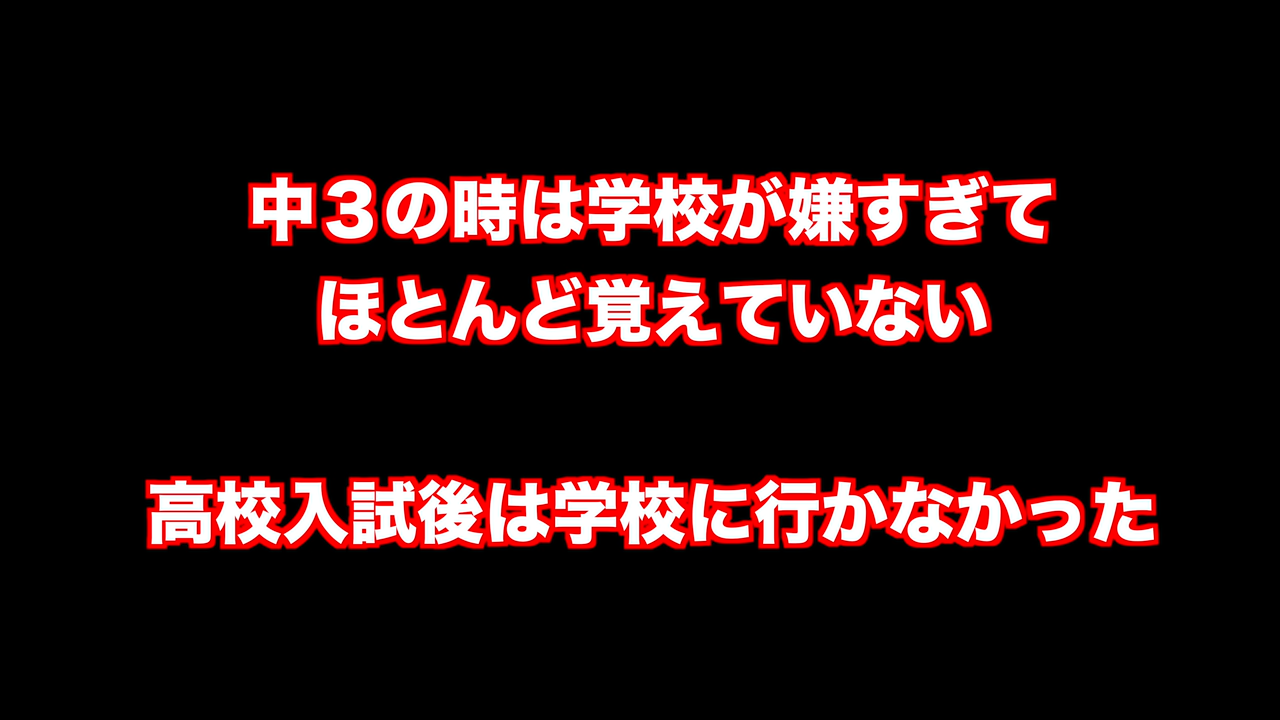 中３の時は学校が嫌すぎて
ほとんど覚えていない
高校入試後は学校に行かなかった